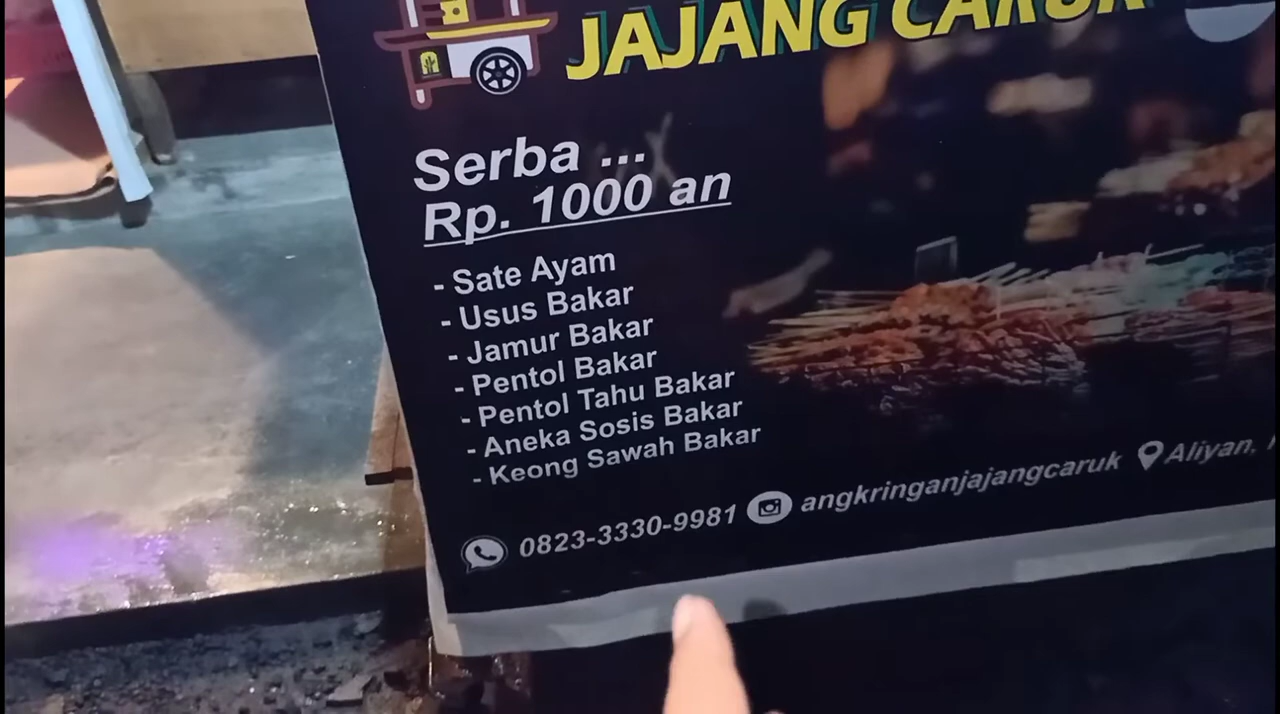 JAJANG CARUK
Serba ...
Rp. 1000 an
- Sate Ayam
- Usus Bakar
- Jamur Bakar
- Pentol Bakar
- Pentol Tahu Bakar
- Aneka Sosis Bakar
- Keong Sawah Bakar
0823-3330-9981 angkringanjajangcaruk Aliyan,